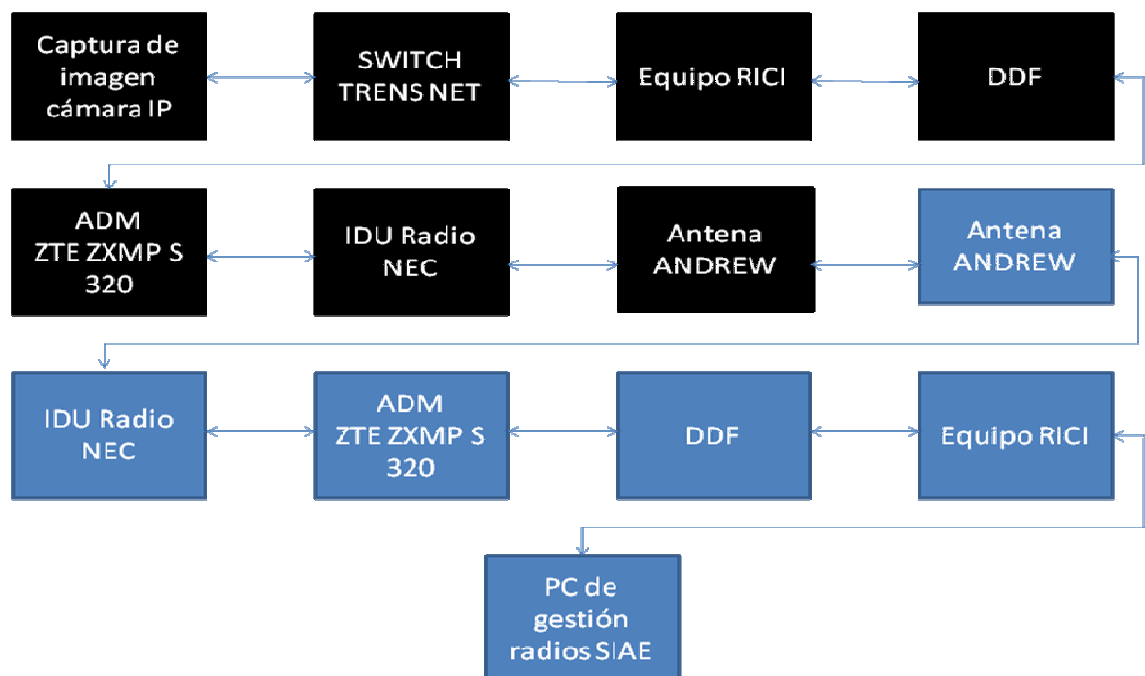 Captura de
imagen
cámara IP
SWITCH
TRENS NET
Equipo RICI
DDF
ADM
ZTE ZXMP S
320
IDU Radio
NEC
Antena
ANDREW
Antena
ANDREW
IDU Radio
NEC
ADM
ZTE ZXMP S
320
DDF
Equipo RICI
PC de
gestión
radios SIAE